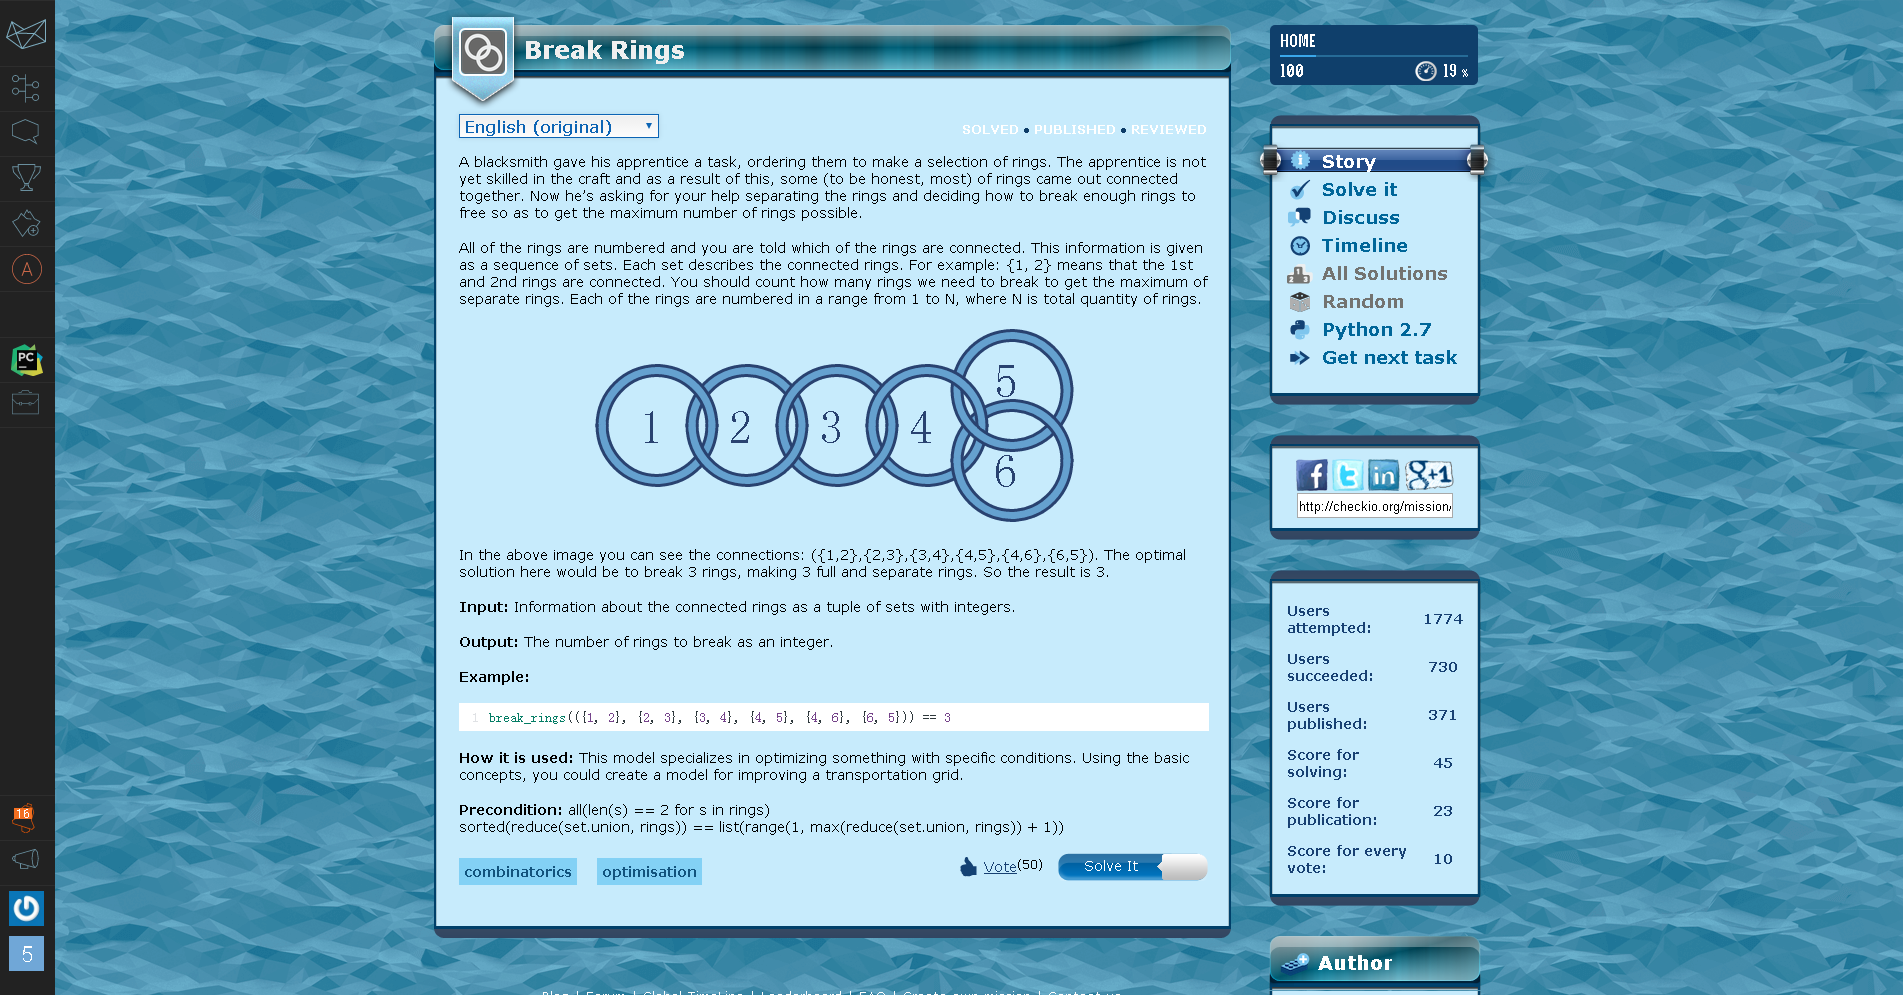 Break Rings
English (original)
SOLVED • PUBLISHED • REVIEWED
A blacksmith gave his apprentice a task, ordering them to make a selection of rings. The apprentice is not
yet skilled in the craft and as a result of this, some (to be honest, most) of rings came out connected
together. Now he's asking for your help separating the rings and deciding how to break enough rings to
free so as to get the maximum number of rings possible.
All of the rings are numbered and you are told which of the rings are connected. This information is given
as a sequence of sets. Each set describes the connected rings. For example: {1, 2} means that the 1st
and 2nd rings are connected. You should count how many rings we need to break to get the maximum of
separate rings. Each of the rings are numbered in a range from 1 to N, where N is total quantity of rings.
1 2 3 4 5 6
In the above image you can see the connections: ({1,2},{2,3},{3,4},{4,5},{4,6},{6,5}). The optimal
solution here would be to break 3 rings, making 3 full and separate rings. So the result is 3.
Input: Information about the connected rings as a tuple of sets with integers.
Output: The number of rings to break as an integer.
Example:
1 break_rings(({1, 2}, {2, 3}, {3, 4}, {4, 5}, {4, 6}, {6, 5})) == 3
How it is used: This model specializes in optimizing something with specific conditions. Using the basic
concepts, you could create a model for improving a transportation grid.
Precondition: all(len(s) == 2 for s in rings)
sorted(reduce(set.union, rings)) == list(range(1, max(reduce(set.union, rings)) + 1))
combinatorics optimisation
Vote(50) Solve It
HOME
100 19 %
Story
Solve it
Discuss
Timeline
All Solutions
Random
Python 2.7
Get next task
f t in g+1
http://checkio.org/mission/
Users
attempted: 1774
Users
succeeded: 730
Users
published: 371
Score for
solving: 45
Score for
publication: 23
Score for every
vote: 10
Author
A
PC
16
5
Blog | Forum | Global TimeLine | Leaderboard | FAQ | Create own mission | Contact us